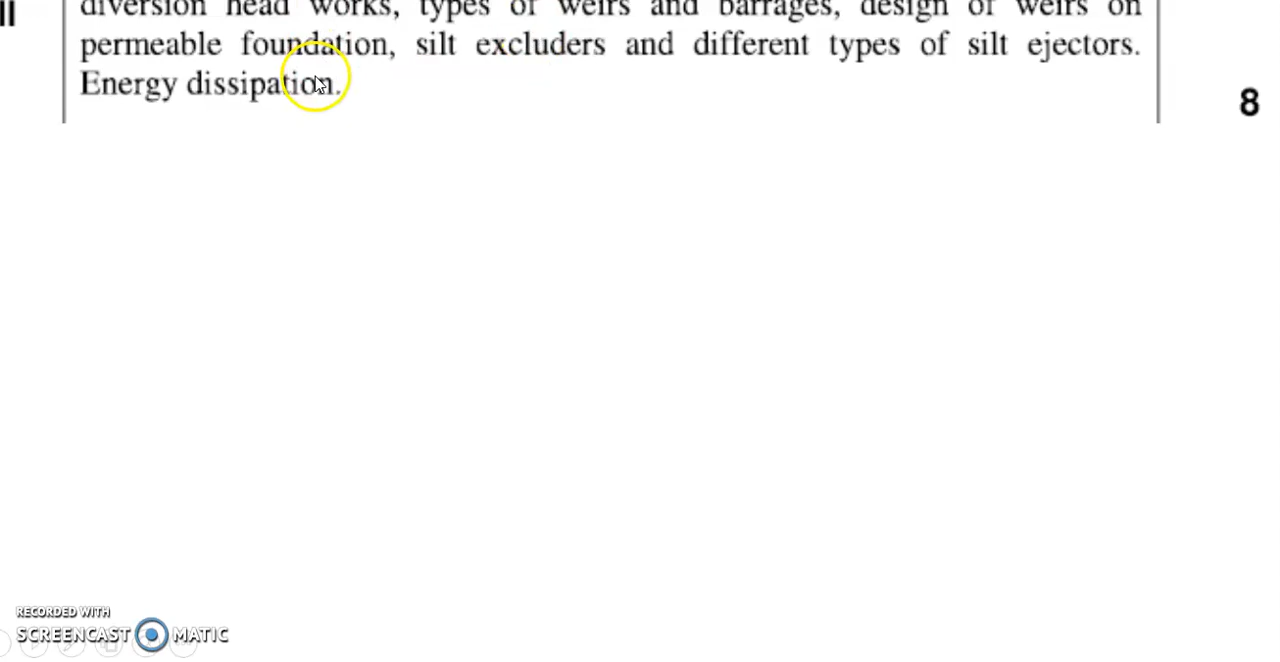 II
diversion head works, types of weirs and barrages, design of weirs on
permeable foundation, silt excluders and different types of silt ejectors.
Energy dissipation.
8
RECORDED WITH
SCREENCAST MATIC